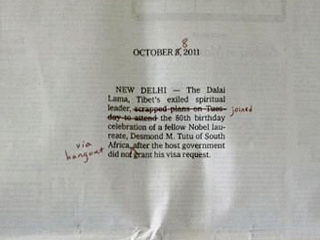 OCTOBER 8, 2011
8
NEW DELHI — The Dalai
Lama, Tibet's exiled spiritual
leader, scrapped plans on Tues-
joined
day to attend the 80th birthday
celebration of a fellow Nobel lau-
reate, Desmond M. Tutu of South
via
Africa, after the host government
hangout
did not grant his visa request.